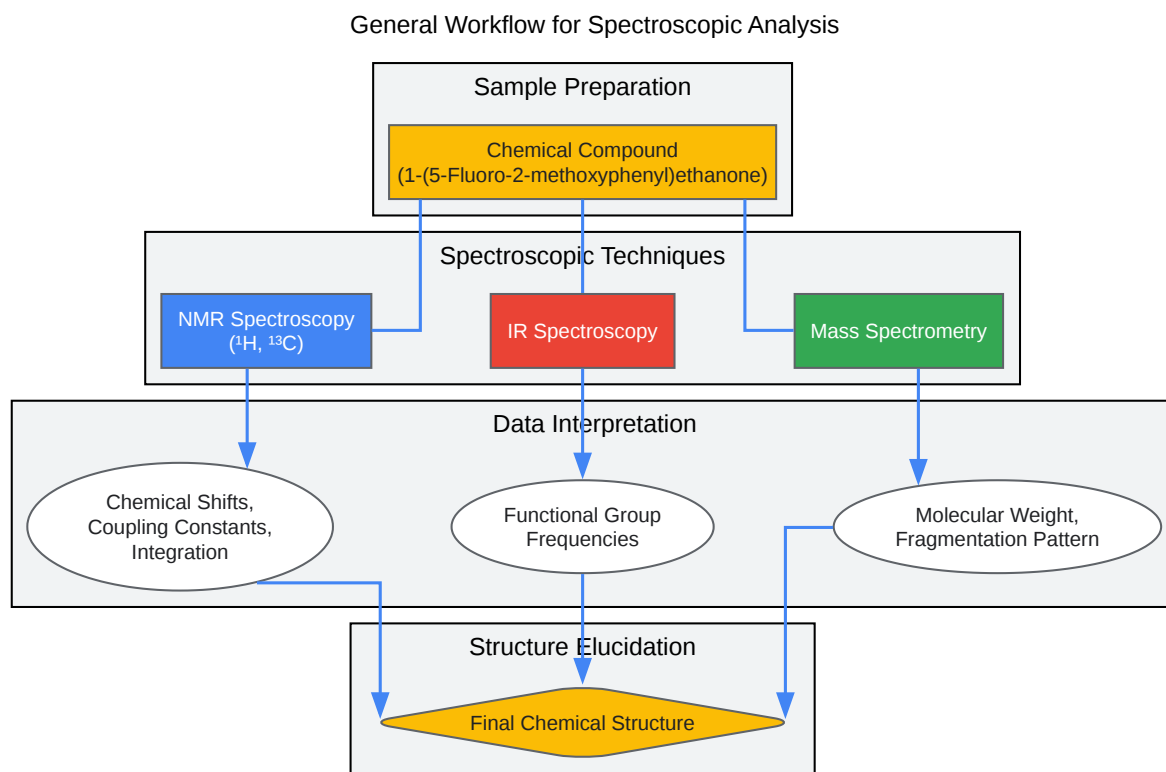 General Workflow for Spectroscopic Analysis
Sample Preparation
Chemical Compound
(1-(5-Fluoro-2-methoxyphenyl)ethanone)
Spectroscopic Techniques
NMR Spectroscopy
(¹H, ¹³C)
IR Spectroscopy
Mass Spectrometry
Data Interpretation
Chemical Shifts,
Coupling Constants,
Integration
Functional Group
Frequencies
Molecular Weight,
Fragmentation Pattern
Structure Elucidation
Final Chemical Structure